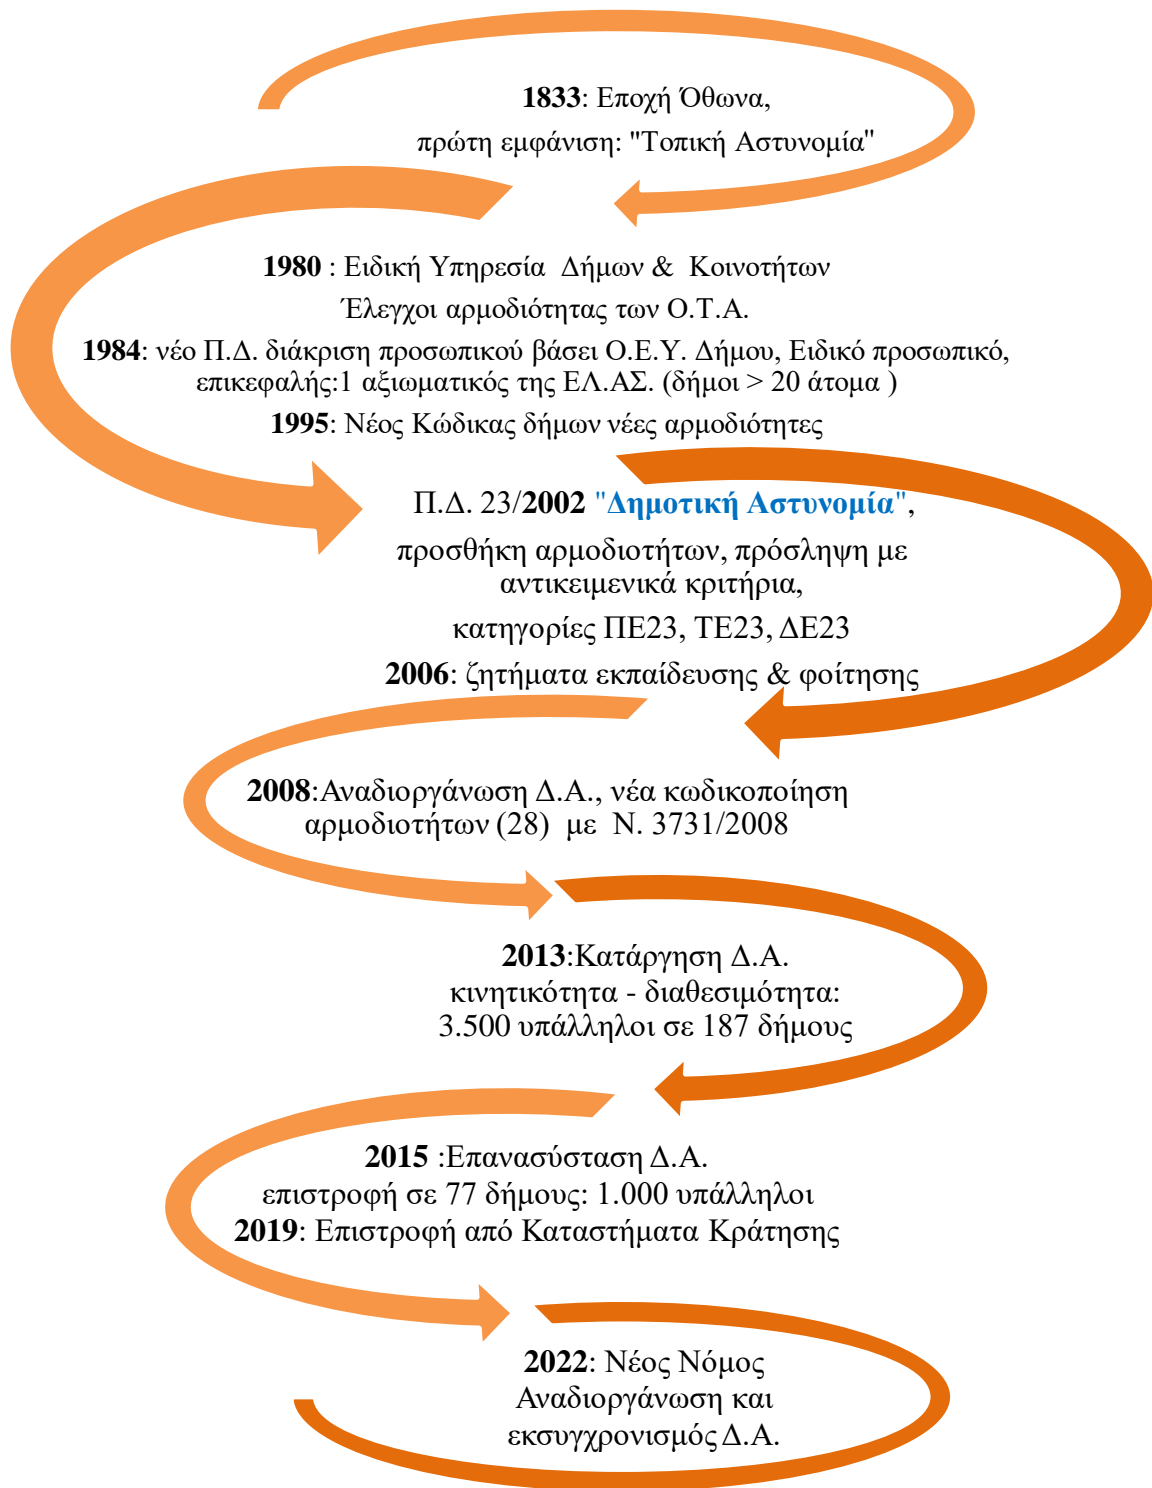 1833: Εποχή Όθωνα,
πρώτη εμφάνιση: "Τοπική Αστυνομία"
1980 : Ειδική Υπηρεσία Δήμων & Κοινοτήτων
Έλεγχοι αρμοδιότητας των Ο.Τ.Α.
1984: νέο Π.Δ. διάκριση προσωπικού βάσει Ο.Ε.Υ. Δήμου, Ειδικό προσωπικό,
επικεφαλής:1 αξιωματικός της ΕΛ.ΑΣ. (δήμοι > 20 άτομα )
1995: Νέος Κώδικας δήμων νέες αρμοδιότητες
Π.Δ. 23/2002 "Δημοτική Αστυνομία",
προσθήκη αρμοδιοτήτων, πρόσληψη με
αντικειμενικά κριτήρια,
κατηγορίες ΠΕ23, ΤΕ23, ΔΕ23
2006: ζητήματα εκπαίδευσης & φοίτησης
2008:Αναδιοργάνωση Δ.Α., νέα κωδικοποίηση
αρμοδιοτήτων (28) με Ν. 3731/2008
2013:Κατάργηση Δ.Α.
κινητικότητα - διαθεσιμότητα:
3.500 υπάλληλοι σε 187 δήμους
2015 :Επανασύσταση Δ.Α.
επιστροφή σε 77 δήμους: 1.000 υπάλληλοι
2019: Επιστροφή από Καταστήματα Κράτησης
2022: Νέος Νόμος
Αναδιοργάνωση και
εκσυγχρονισμός Δ.Α.